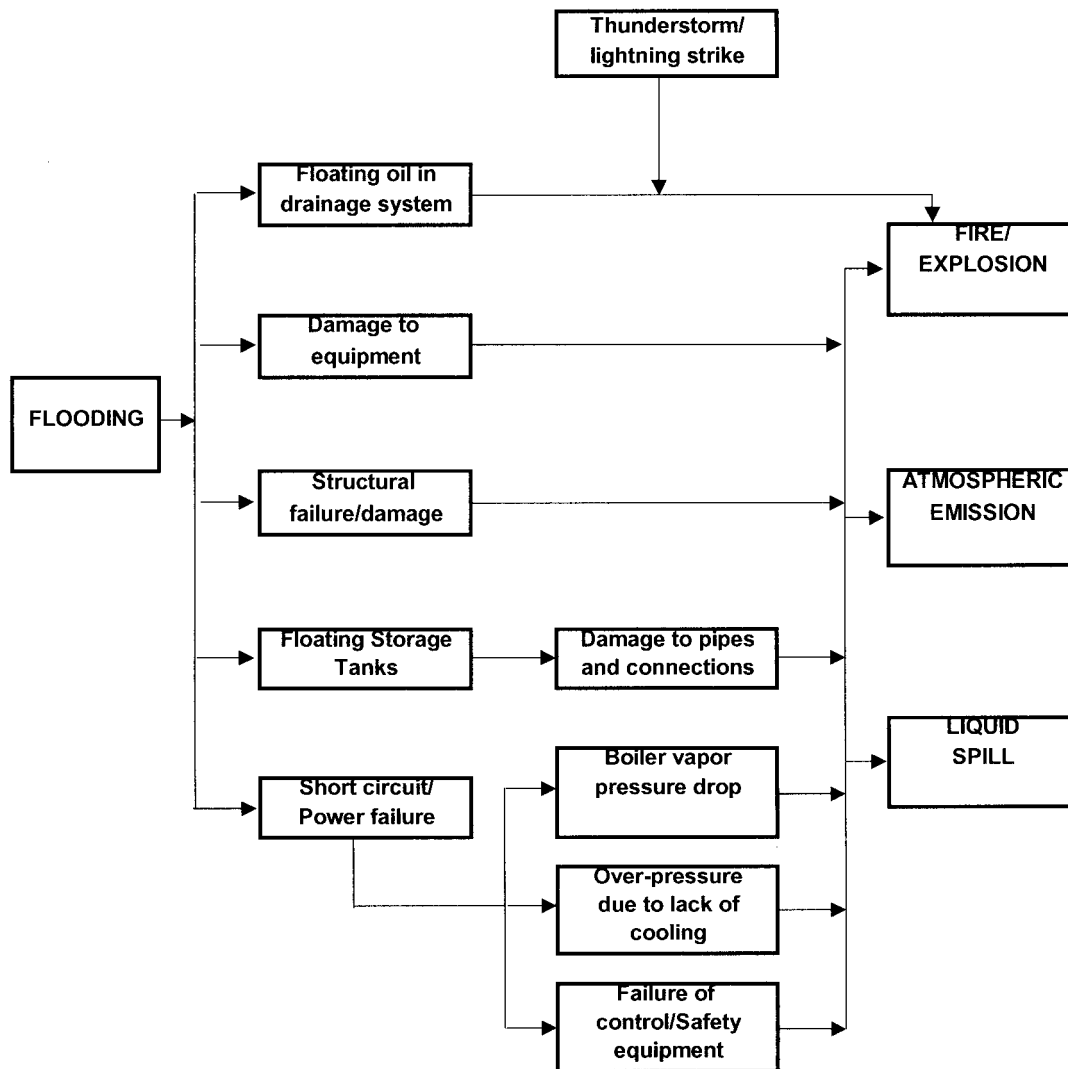 Thunderstorm/
lightning strike
Floating oil in
drainage system
FIRE/
EXPLOSION
Damage to
equipment
FLOODING
Structural
failure/damage
ATMOSPHERIC
EMISSION
Floating Storage
Tanks
Damage to pipes
and connections
LIQUID
SPILL
Short circuit/
Power failure
Boiler vapor
pressure drop
Over-pressure
due to lack of
cooling
Failure of
control/Safety
equipment